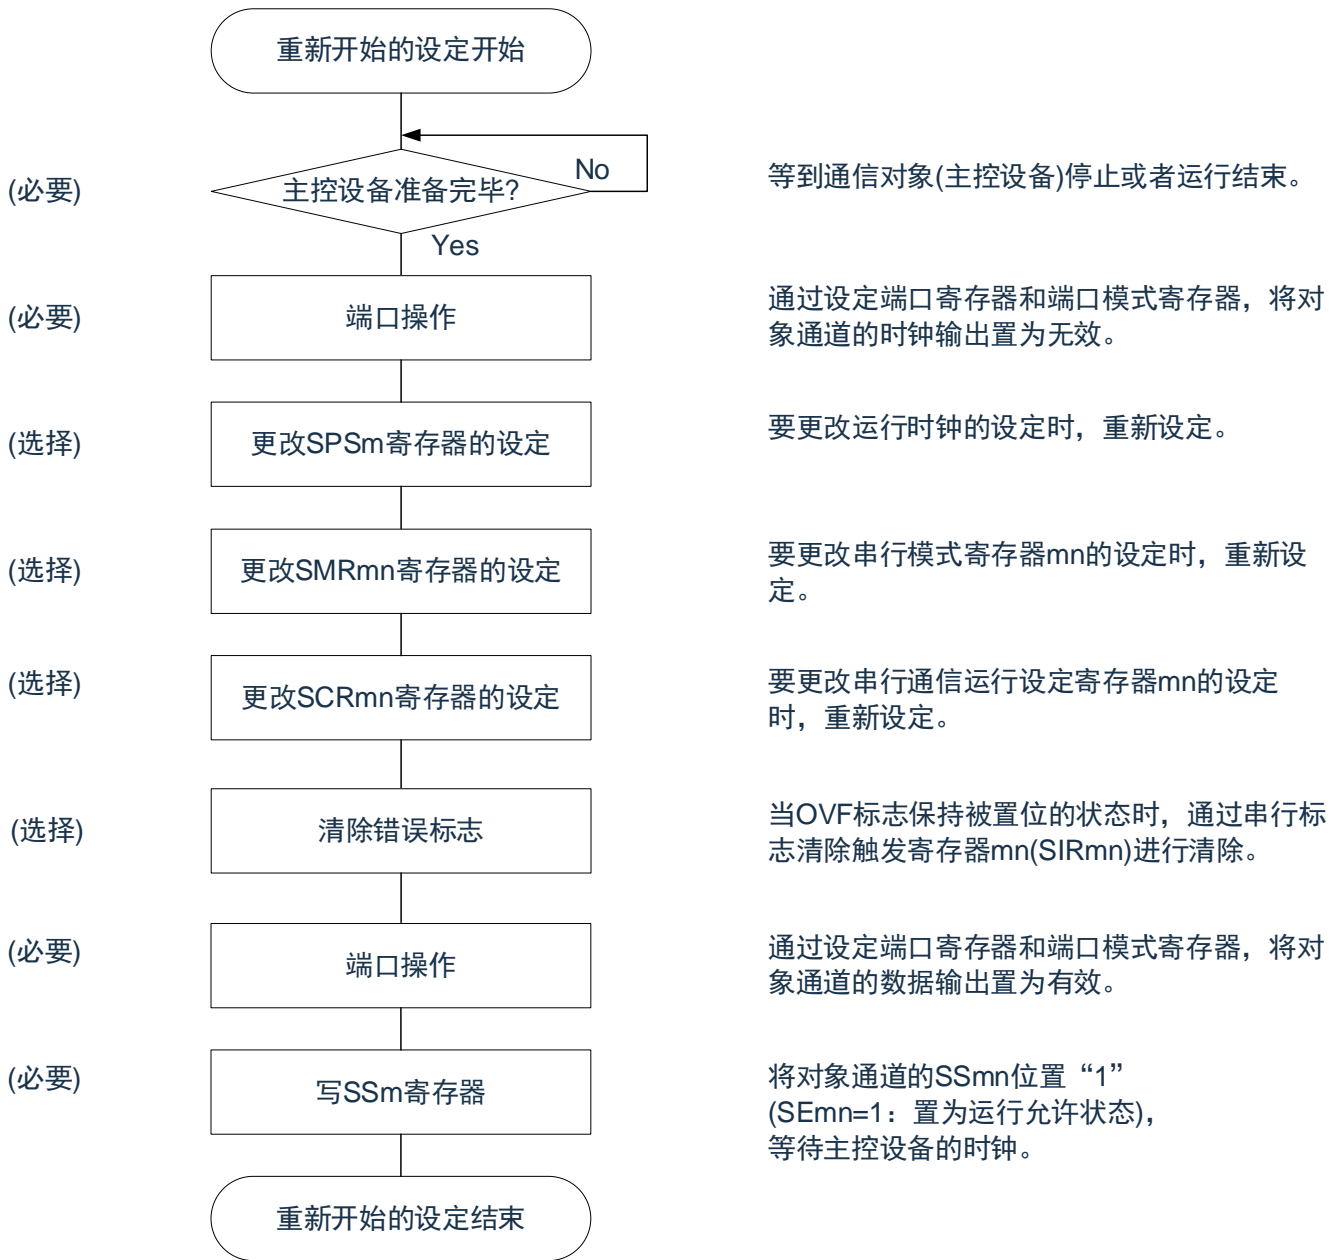 重新开始的设定开始
(必要)
主控设备准备完毕?
No
等到通信对象(主控设备)停止或者运行结束。
Yes
(必要)
端口操作
通过设定端口寄存器和端口模式寄存器，将对
象通道的时钟输出置为无效。
(选择)
更改SPSm寄存器的设定
要更改运行时钟的设定时，重新设定。
(选择)
更改SMRmn寄存器的设定
要更改串行模式寄存器mn的设定时，重新设
定。
(选择)
更改SCRmn寄存器的设定
要更改串行通信运行设定寄存器mn的设定
时，重新设定。
(选择)
清除错误标志
当OVF标志保持被置位的状态时，通过串行标
志清除触发寄存器mn(SIRmn)进行清除。
(必要)
端口操作
通过设定端口寄存器和端口模式寄存器，将对
象通道的数据输出置为有效。
(必要)
写SSm寄存器
将对象通道的SSmn位置“1”
(SEmn=1：置为运行允许状态)，
等待主控设备的时钟。
重新开始的设定结束